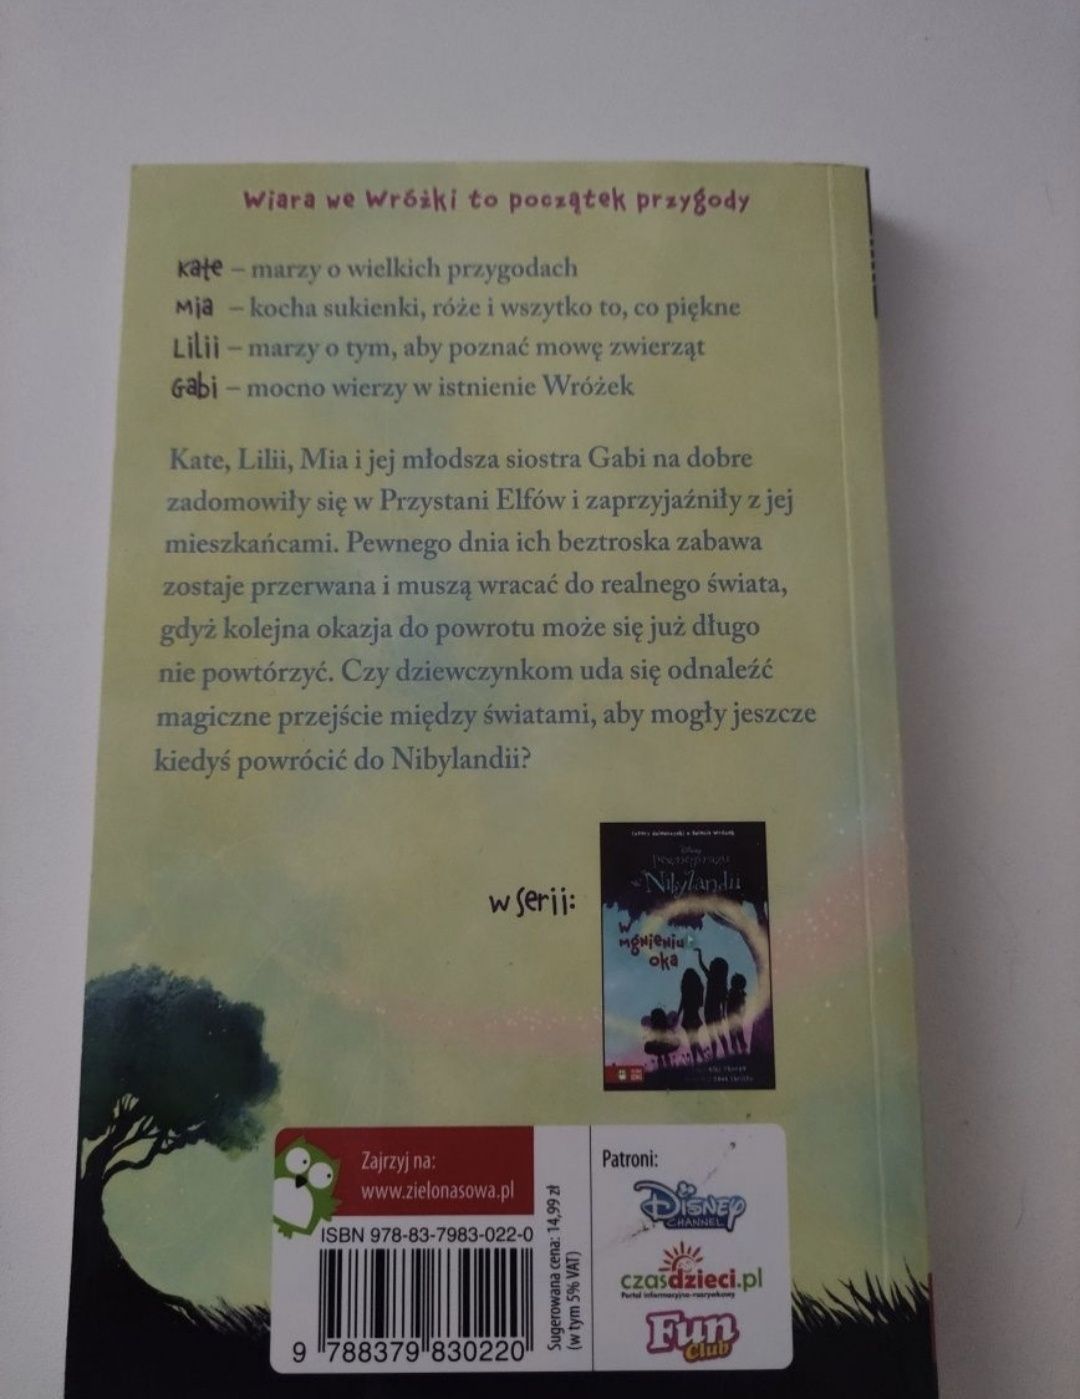 Wiara we Wróżki to początek przygody
Kate – marzy o wielkich przygodach
Mia – kocha sukienki, róże i wszytko to, co piękne
Lilii – marzy o tym, aby poznać mowę zwierząt
Gabi – mocno wierzy w istnienie Wróżek
Kate, Lilii, Mia i jej młodsza siostra Gabi na dobre
zadomowiły się w Przystani Elfów i zaprzyjaźniły z jej
mieszkańcami. Pewnego dnia ich beztroska zabawa
zostaje przerwana i muszą wracać do realnego świata,
gdyż kolejna okazja do powrotu może się już długo
nie powtórzyć. Czy dziewczynkom uda się odnaleźć
magiczne przejście między światami, aby mogły jeszcze
kiedyś powrócić do Nibylandii?
w serii:
Disney
Pewnego razu
w Nibylandii
W
mgnieniu
oka
Zajrzyj na:
www.zielonasowa.pl
ISBN 978-83-7983-022-0
9 788379 830220
Sugerowana cena: 14,99 zł
(w tym 5% VAT)
Patroni:
Disney
CHANNEL
czasdzieci.pl
Portal informacyjno-rozrywkowy
Fun
Club